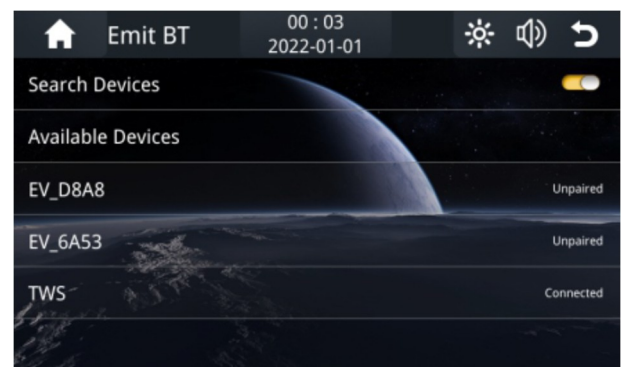 Emit BT
00 : 03
2022-01-01
Search Devices
Available Devices
EV_D8A8 Unpaired
EV_6A53 Unpaired
TWS Connected